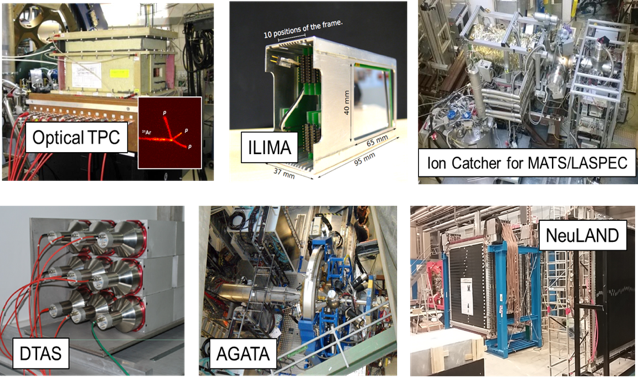 10 positions of the frame.
40 mm
65 mm
95 mm
37 mm
Optical TPC
³¹Ar
p
p
p
ILIMA
Ion Catcher for MATS/LASPEC
DTAS
AGATA
NeuLAND